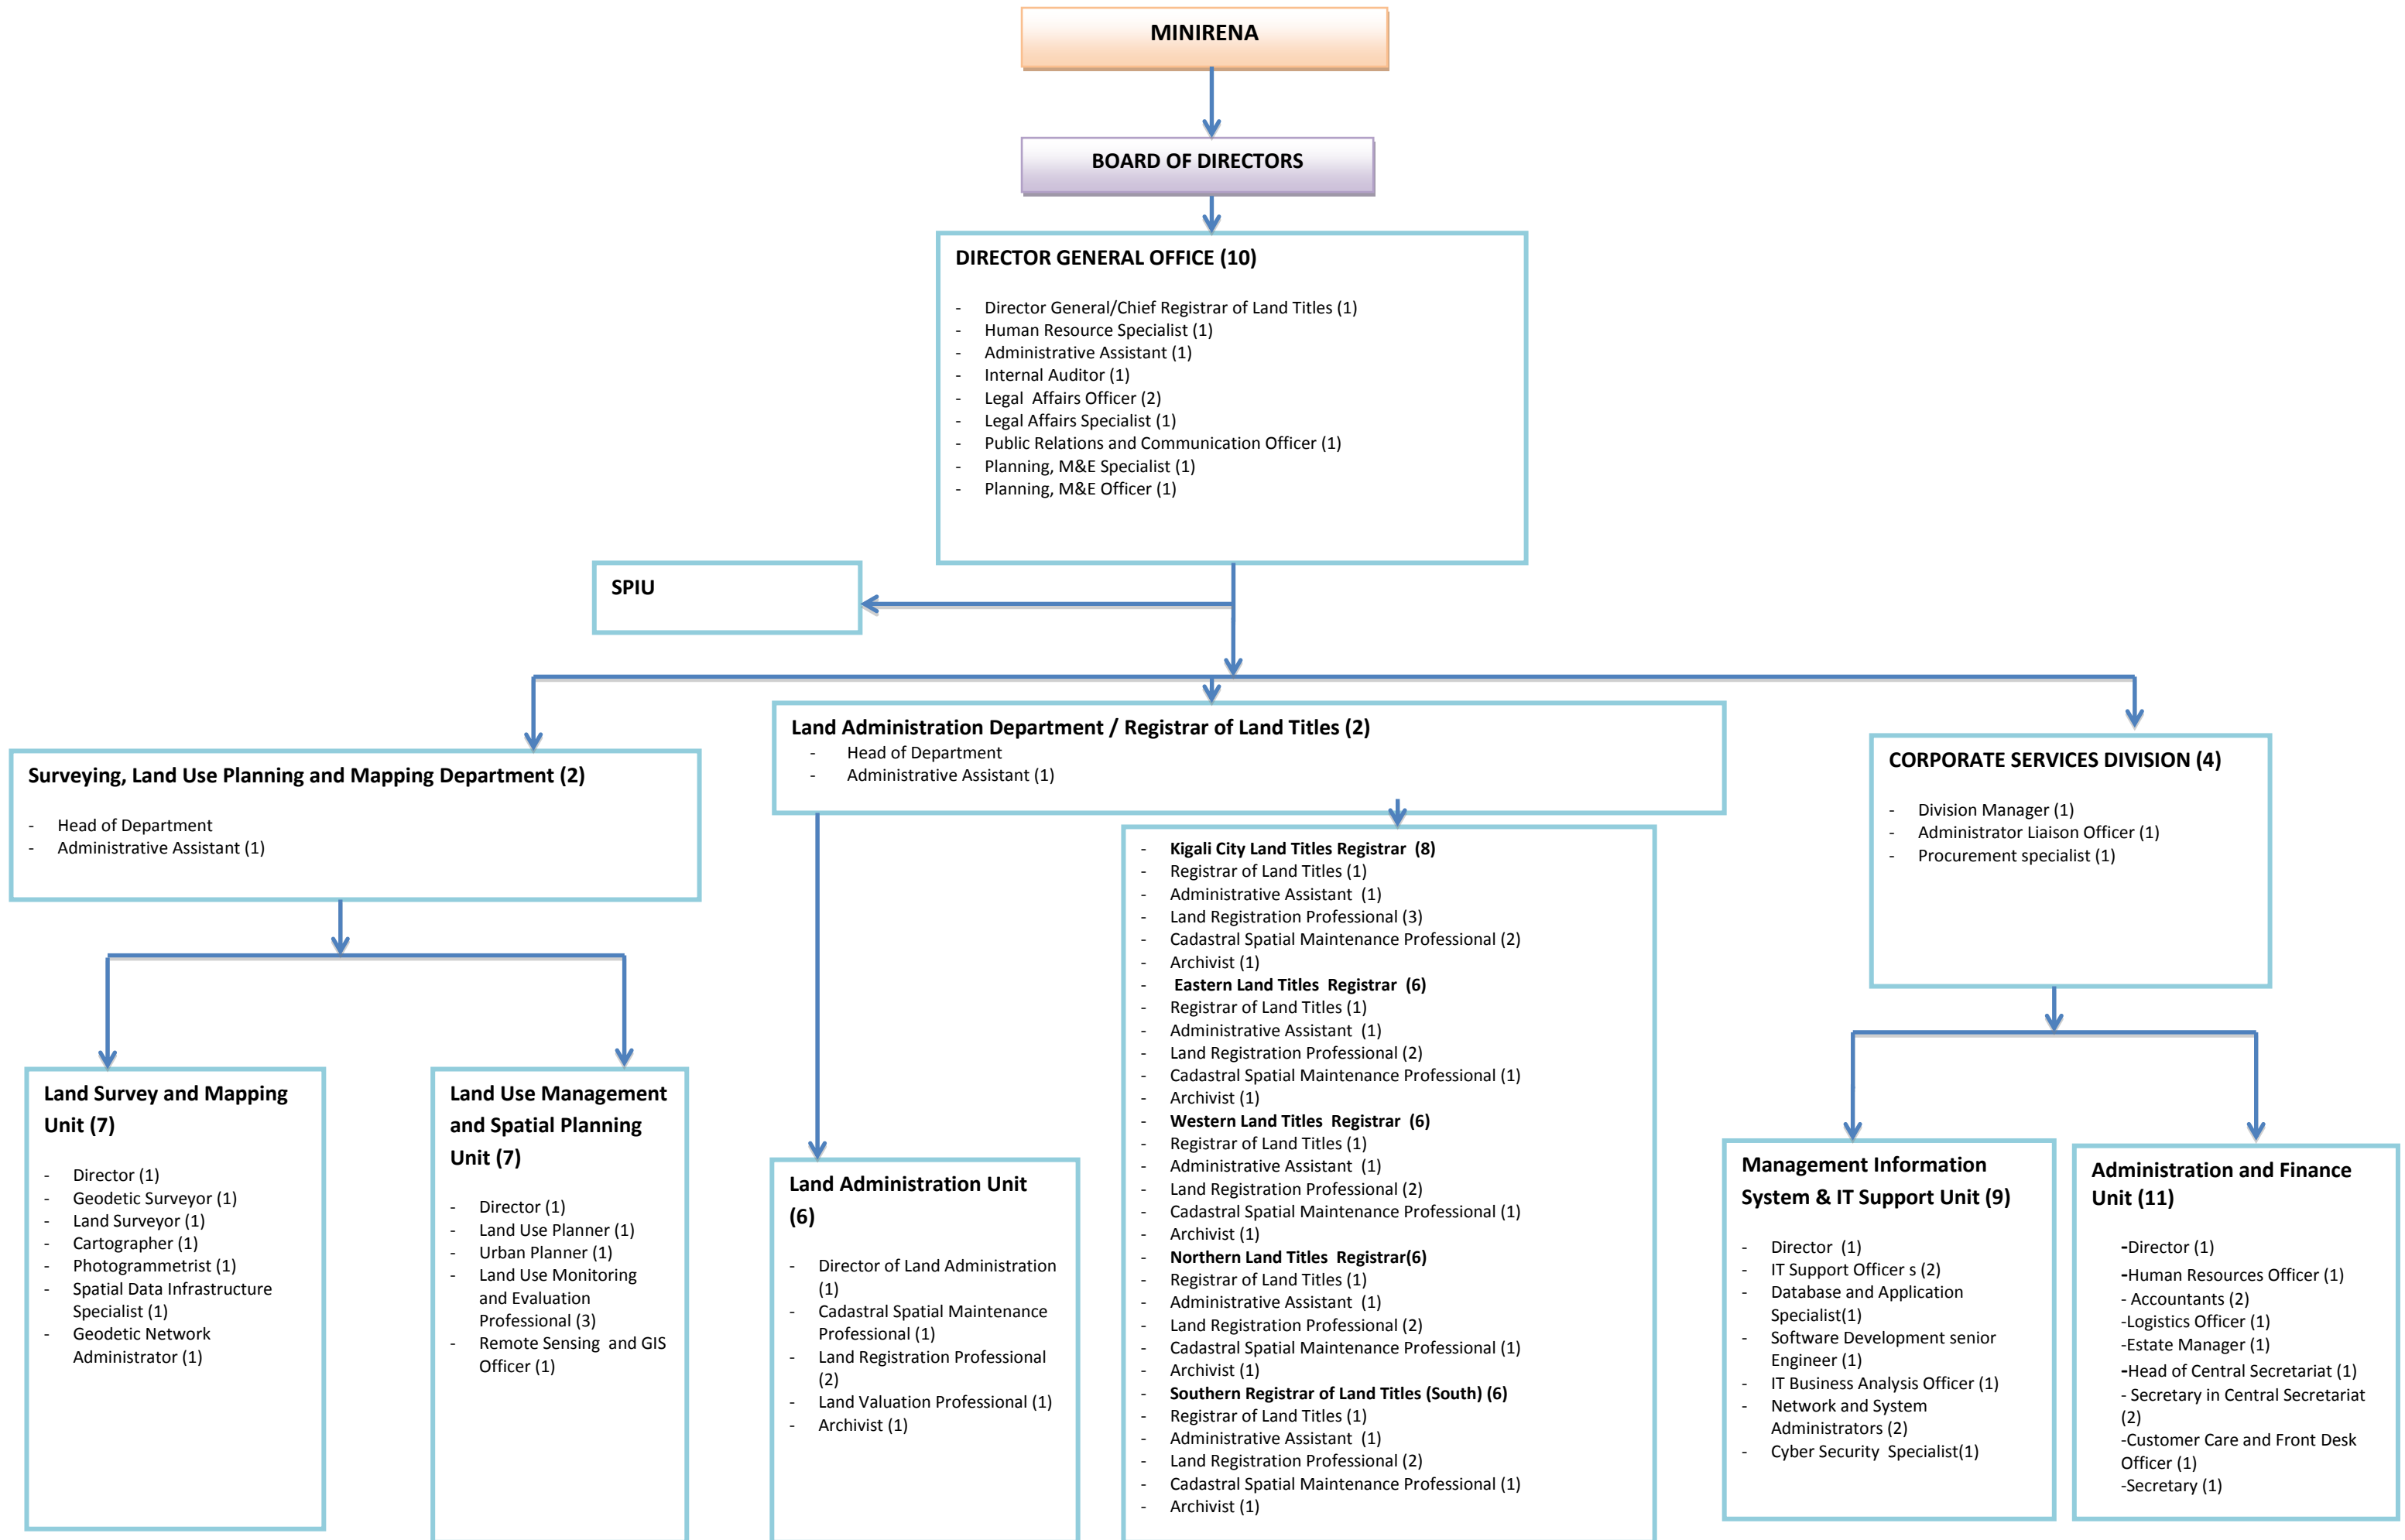 MINIRENA
BOARD OF DIRECTORS
DIRECTOR GENERAL OFFICE (10)
- Director General/Chief Registrar of Land Titles (1)
- Human Resource Specialist (1)
- Administrative Assistant (1)
- Internal Auditor (1)
- Legal Affairs Officer (2)
- Legal Affairs Specialist (1)
- Public Relations and Communication Officer (1)
- Planning, M&E Specialist (1)
- Planning, M&E Officer (1)
SPIU
Surveying, Land Use Planning and Mapping Department (2)
- Head of Department
- Administrative Assistant (1)
Land Administration Department / Registrar of Land Titles (2)
- Head of Department
- Administrative Assistant (1)
CORPORATE SERVICES DIVISION (4)
- Division Manager (1)
- Administrator Liaison Officer (1)
- Procurement specialist (1)
Land Survey and Mapping
Unit (7)
- Director (1)
- Geodetic Surveyor (1)
- Land Surveyor (1)
- Cartographer (1)
- Photogrammetrist (1)
- Spatial Data Infrastructure
Specialist (1)
- Geodetic Network
Administrator (1)
Land Use Management
and Spatial Planning
Unit (7)
- Director (1)
- Land Use Planner (1)
- Urban Planner (1)
- Land Use Monitoring
and Evaluation
Professional (3)
- Remote Sensing and GIS
Officer (1)
Land Administration Unit
(6)
- Director of Land Administration
(1)
- Cadastral Spatial Maintenance
Professional (1)
- Land Registration Professional
(2)
- Land Valuation Professional (1)
- Archivist (1)
- Kigali City Land Titles Registrar (8)
- Registrar of Land Titles (1)
- Administrative Assistant (1)
- Land Registration Professional (3)
- Cadastral Spatial Maintenance Professional (2)
- Archivist (1)
- Eastern Land Titles Registrar (6)
- Registrar of Land Titles (1)
- Administrative Assistant (1)
- Land Registration Professional (2)
- Cadastral Spatial Maintenance Professional (1)
- Archivist (1)
- Western Land Titles Registrar (6)
- Registrar of Land Titles (1)
- Administrative Assistant (1)
- Land Registration Professional (2)
- Cadastral Spatial Maintenance Professional (1)
- Archivist (1)
- Northern Land Titles Registrar(6)
- Registrar of Land Titles (1)
- Administrative Assistant (1)
- Land Registration Professional (2)
- Cadastral Spatial Maintenance Professional (1)
- Archivist (1)
- Southern Registrar of Land Titles (South) (6)
- Registrar of Land Titles (1)
- Administrative Assistant (1)
- Land Registration Professional (2)
- Cadastral Spatial Maintenance Professional (1)
- Archivist (1)
Management Information
System & IT Support Unit (9)
- Director (1)
- IT Support Officer s (2)
- Database and Application
Specialist(1)
- Software Development senior
Engineer (1)
- IT Business Analysis Officer (1)
- Network and System
Administrators (2)
- Cyber Security Specialist(1)
Administration and Finance
Unit (11)
-Director (1)
-Human Resources Officer (1)
- Accountants (2)
-Logistics Officer (1)
-Estate Manager (1)
-Head of Central Secretariat (1)
- Secretary in Central Secretariat
(2)
-Customer Care and Front Desk
Officer (1)
-Secretary (1)